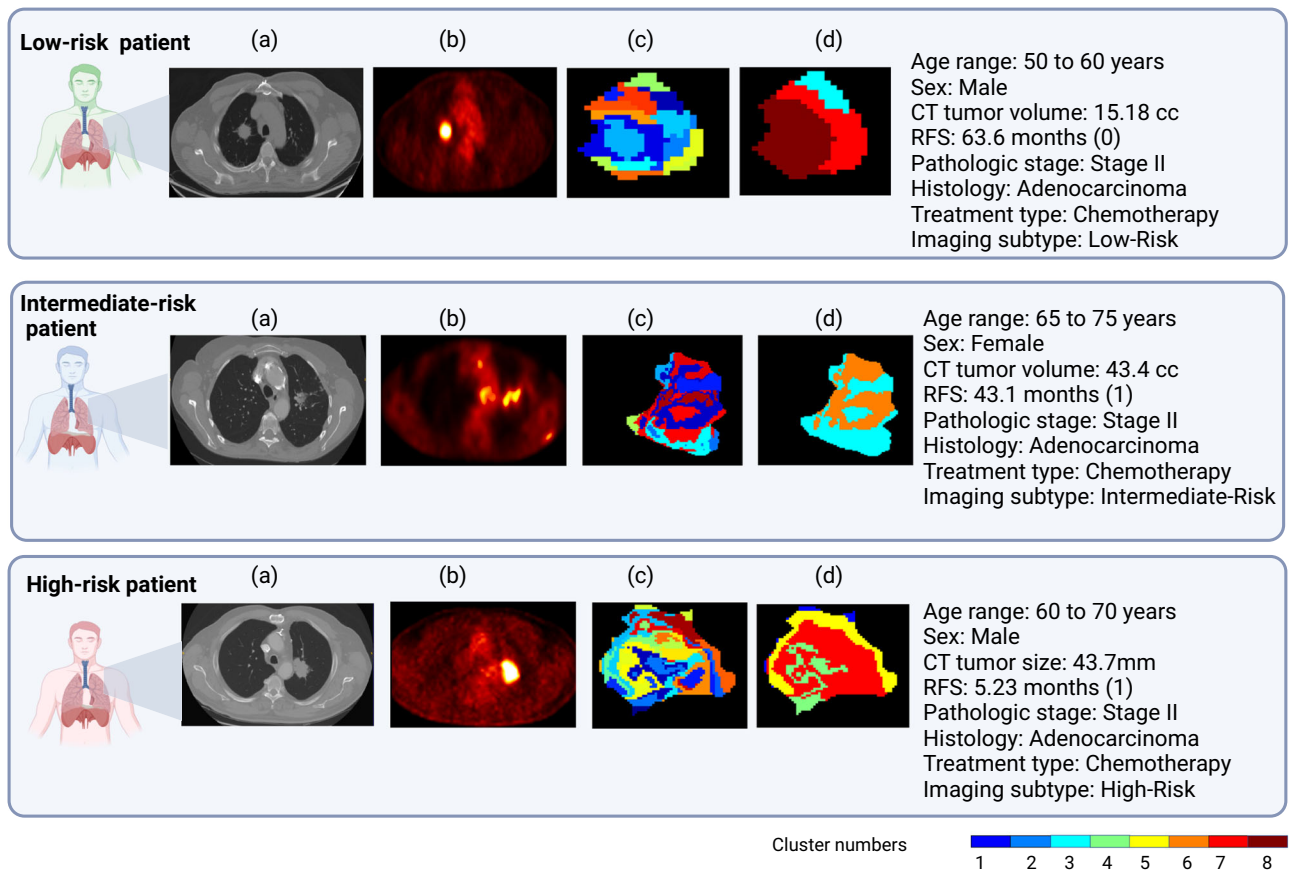 Low-risk patient
(a)
(b)
(c)
(d)
Age range: 50 to 60 years
Sex: Male
CT tumor volume: 15.18 cc
RFS: 63.6 months (0)
Pathologic stage: Stage II
Histology: Adenocarcinoma
Treatment type: Chemotherapy
Imaging subtype: Low-Risk
Intermediate-risk
patient
(a)
(b)
(c)
(d)
Age range: 65 to 75 years
Sex: Female
CT tumor volume: 43.4 cc
RFS: 43.1 months (1)
Pathologic stage: Stage II
Histology: Adenocarcinoma
Treatment type: Chemotherapy
Imaging subtype: Intermediate-Risk
High-risk patient
(a)
(b)
(c)
(d)
Age range: 60 to 70 years
Sex: Male
CT tumor size: 43.7mm
RFS: 5.23 months (1)
Pathologic stage: Stage II
Histology: Adenocarcinoma
Treatment type: Chemotherapy
Imaging subtype: High-Risk
Cluster numbers
1 2 3 4 5 6 7 8